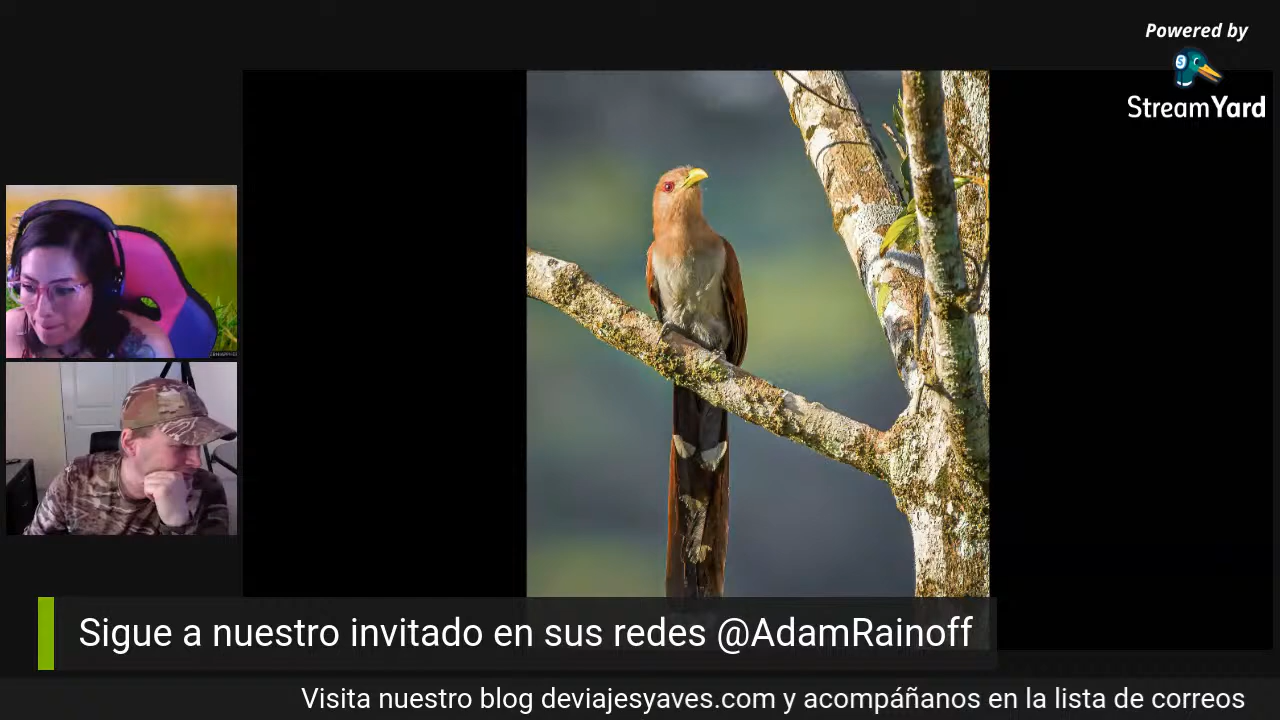 Powered by
StreamYard
Sigue a nuestro invitado en sus redes @AdamRainoff
Visita nuestro blog deviajesyaves.com y acompáñanos en la lista de correos